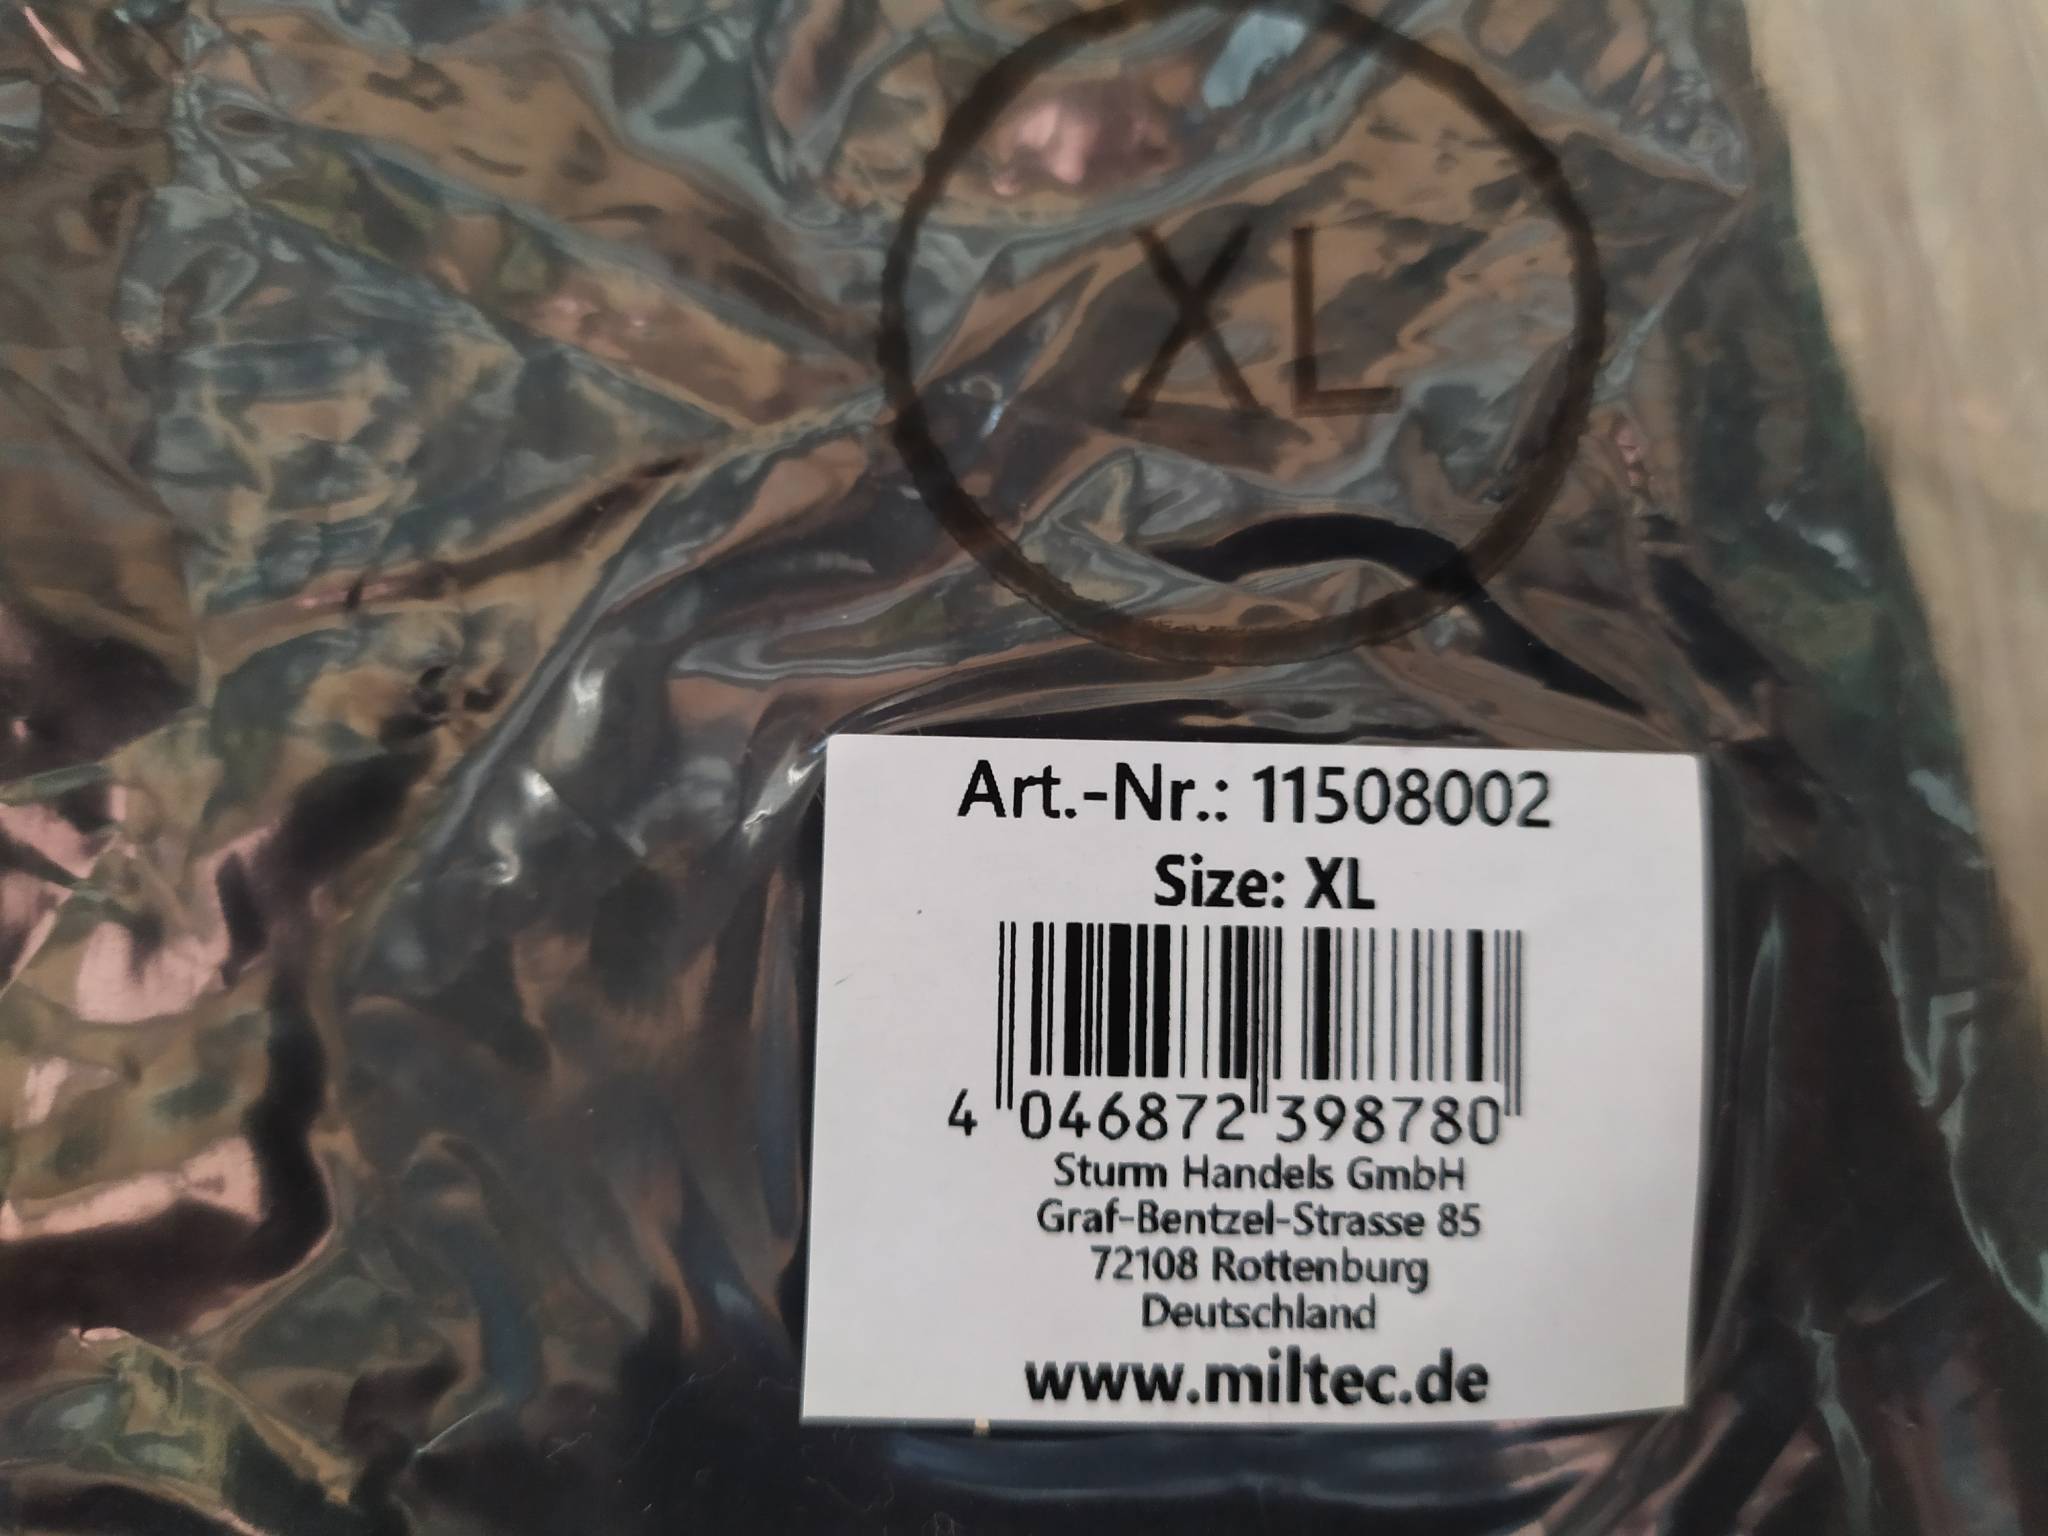 XL
Art.-Nr.: 11508002
Size: XL
4 046872 398780
Sturm Handels GmbH
Graf-Bentzel-Strasse 85
72108 Rottenburg
Deutschland
www.miltec.de